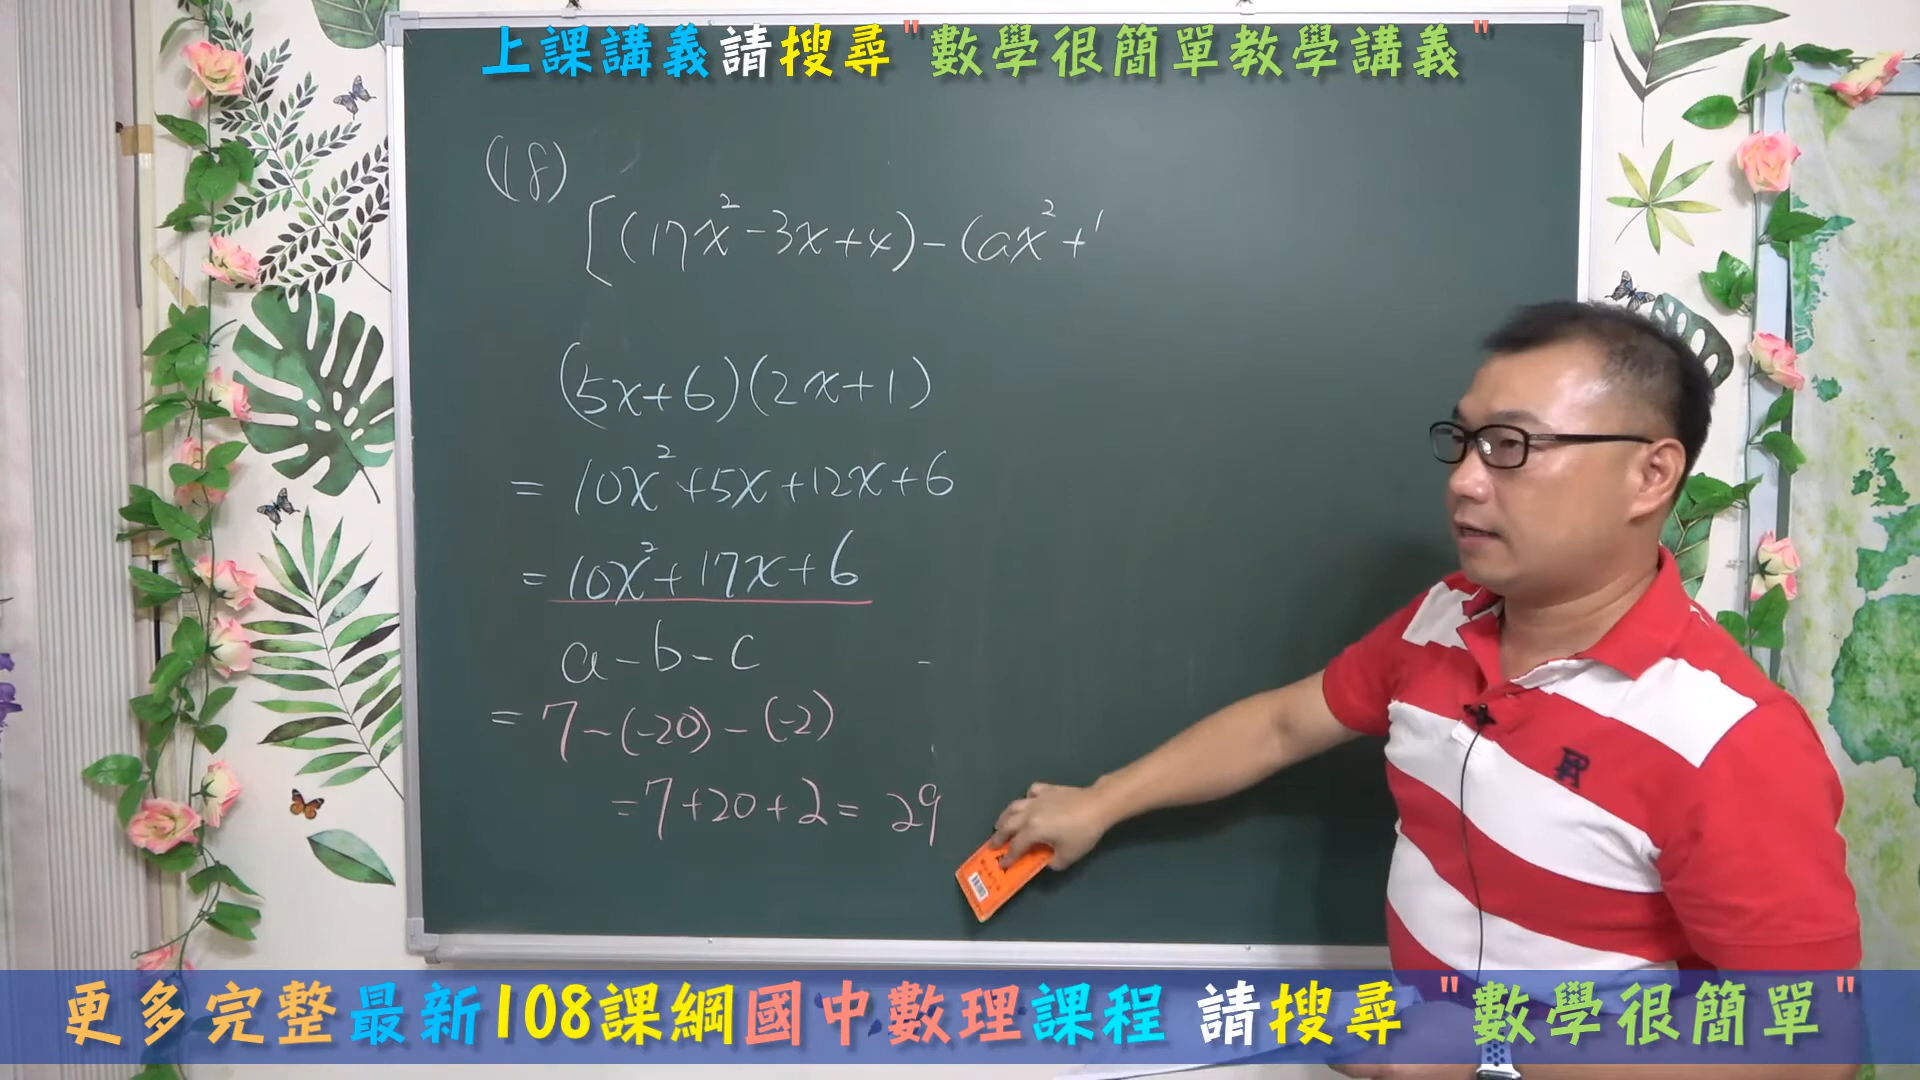 上課講義請搜尋"數學很簡單教學講義"
(18)
[(17x²-3x+4)-(ax²+
(5x+6)(2x+1)
= 10x²+5x+12x+6
= 10x²+17x+6
a-b-c
= 7-(-20)-(-2)
=7+20+2= 29
更多完整最新108課綱國中數理課程 請搜尋 "數學很簡單"